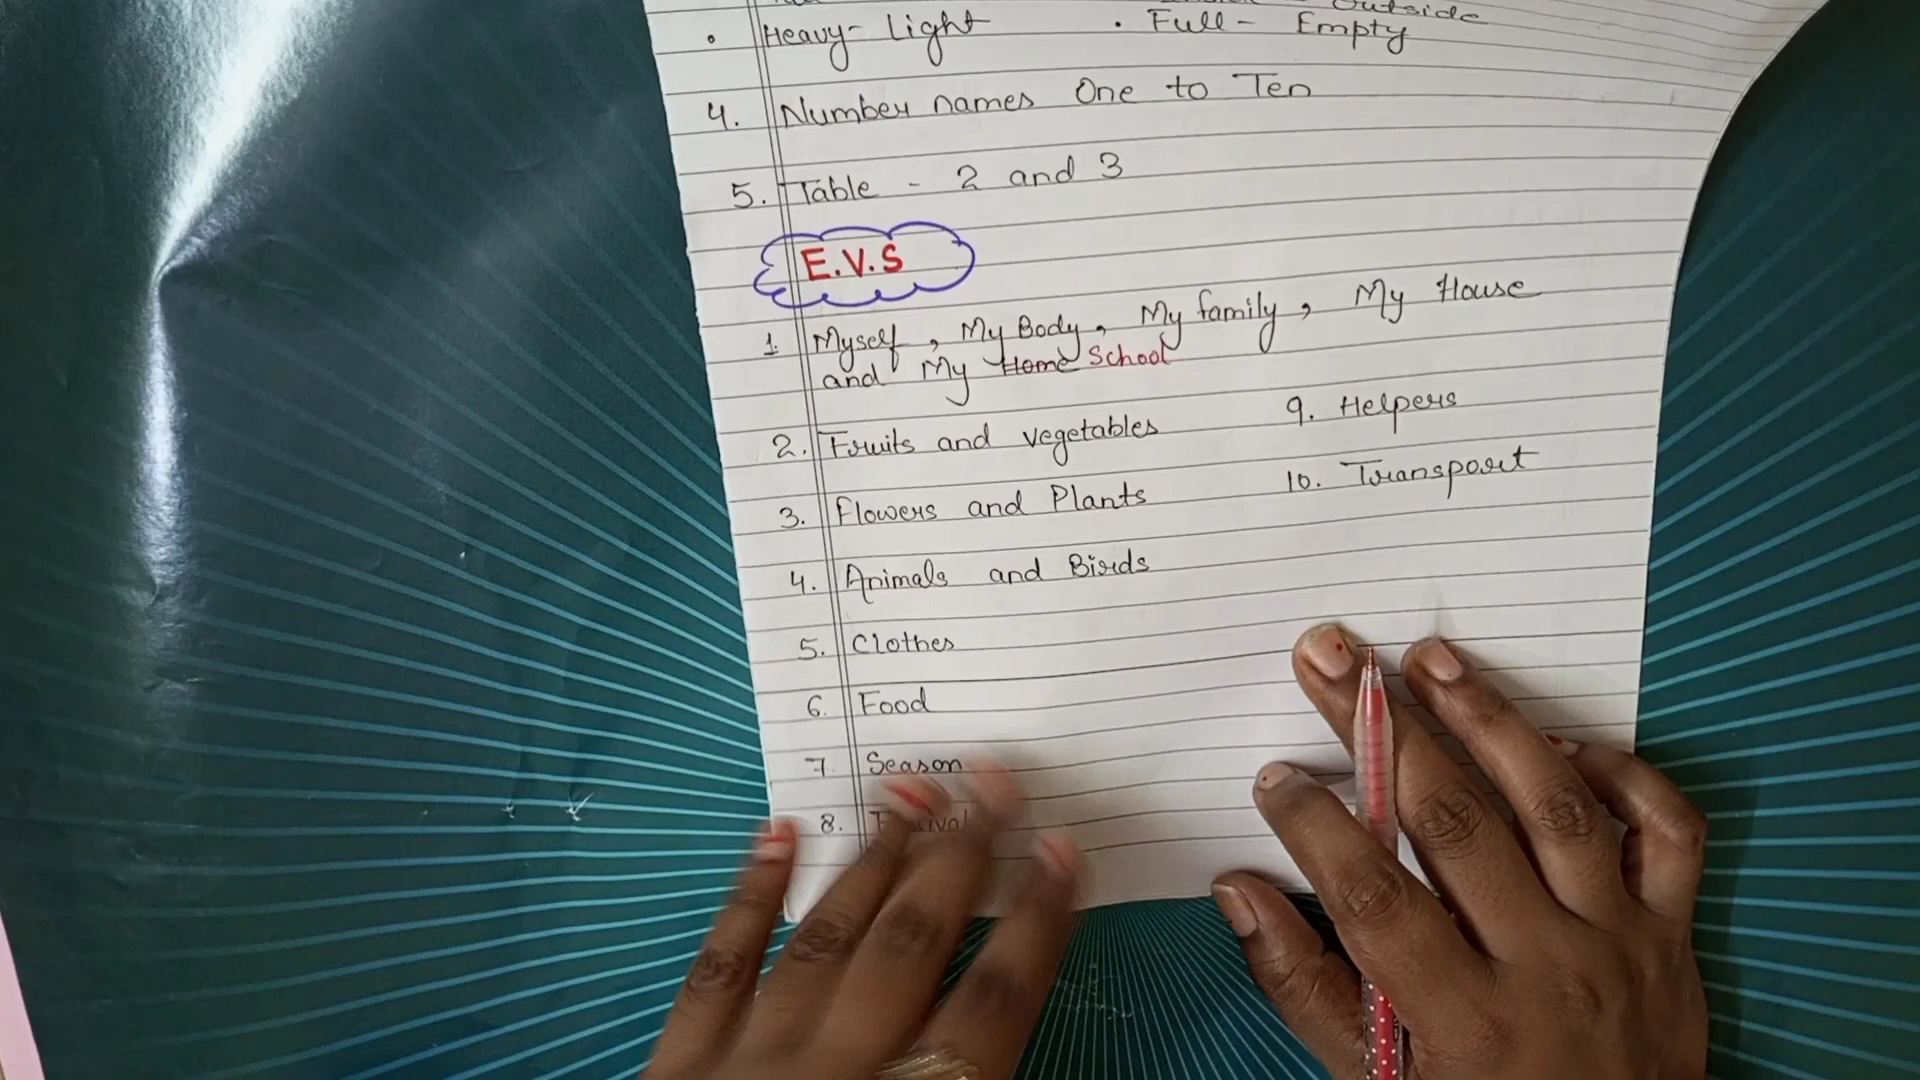 Outside
• Heavy- Light • Full- Empty
4. Number names One to Ten
5. Table - 2 and 3
E.V.S
1. Myself, My Body, My family, My House
and My Home School
2. Fruits and vegetables
9. Helpers
3. Flowers and Plants
10. Transport
4. Animals and Birds
5. Clothes
6. Food
7. Season
8.